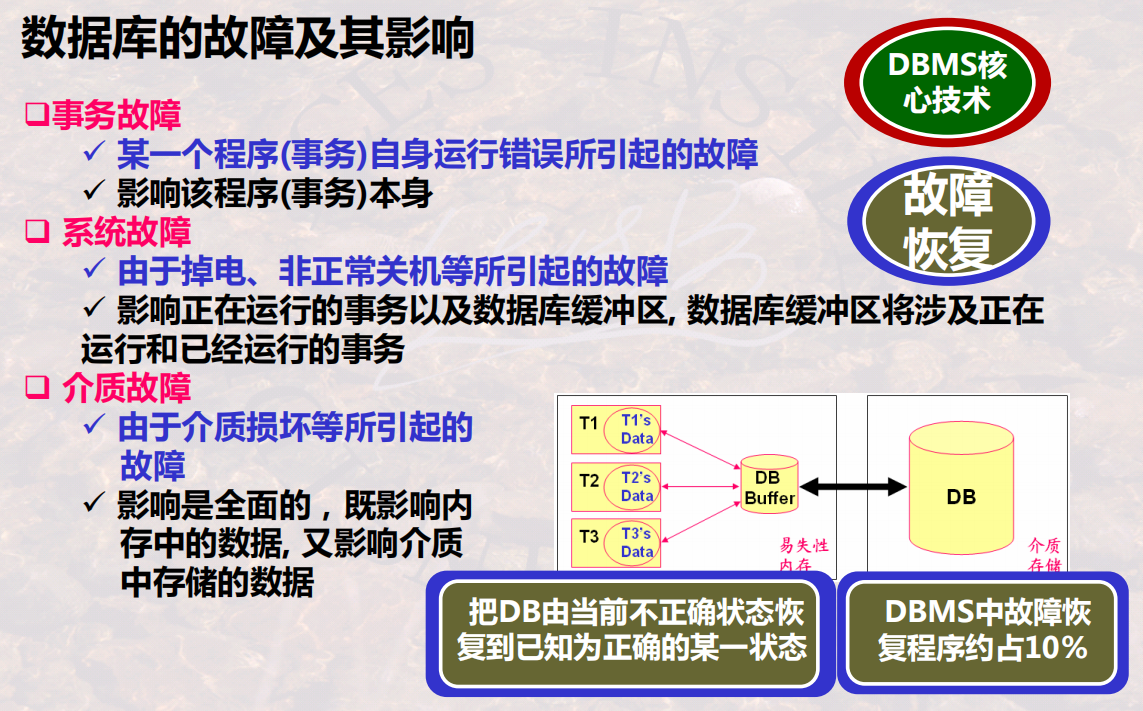 数据库的故障及其影响
DBMS核
心技术
故障
恢复
❑事务故障
✓ 某一个程序(事务)自身运行错误所引起的故障
✓ 影响该程序(事务)本身
❑ 系统故障
✓ 由于掉电、非正常关机等所引起的故障
✓ 影响正在运行的事务以及数据库缓冲区, 数据库缓冲区将涉及正在
运行和已经运行的事务
❑ 介质故障
✓ 由于介质损坏等所引起的
故障
✓ 影响是全面的，既影响内
存中的数据, 又影响介质
中存储的数据
T1
T1's
Data
T2
T2's
Data
T3
T3's
Data
DB
Buffer
易失性
内存
DB
介质
存储
把DB由当前不正确状态恢
复到已知为正确的某一状态
DBMS中故障恢
复程序约占10%